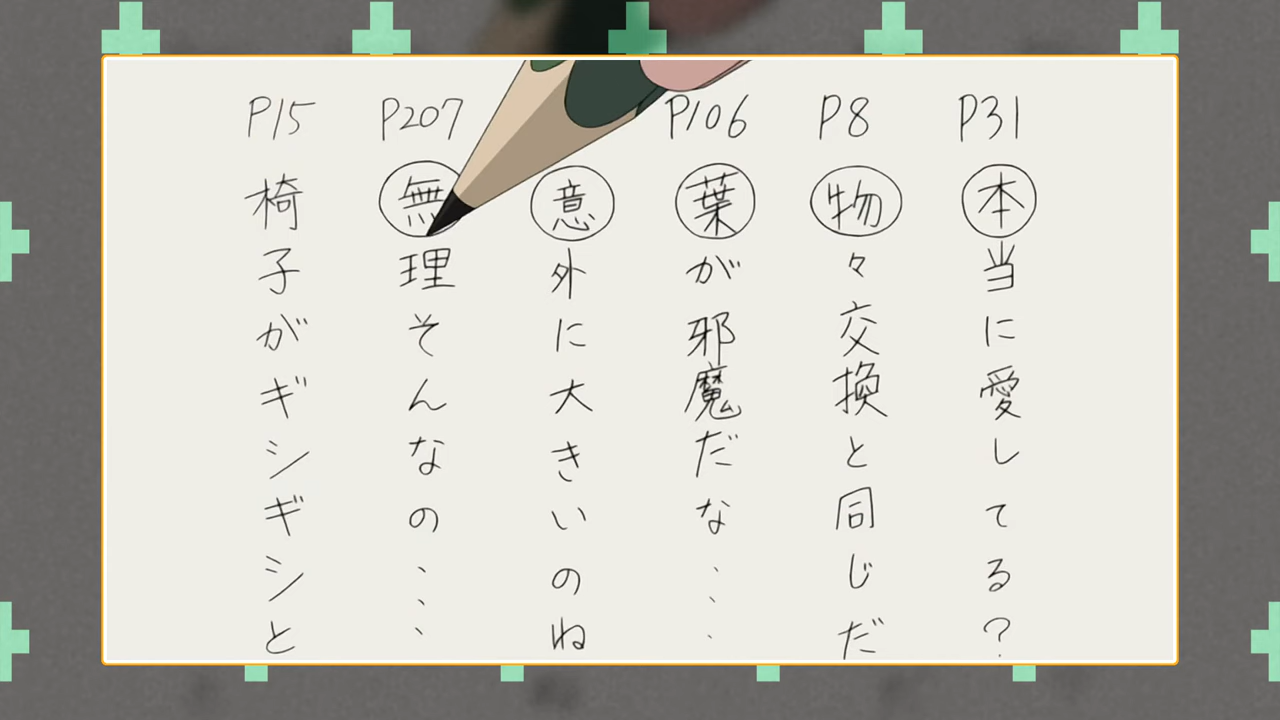 P31
本当に愛してる？
P8
物々交換と同じだ
P106
葉が邪魔だな...
意外に大きいのね
P207
無理そんなの...
P15
椅子がギシギシと